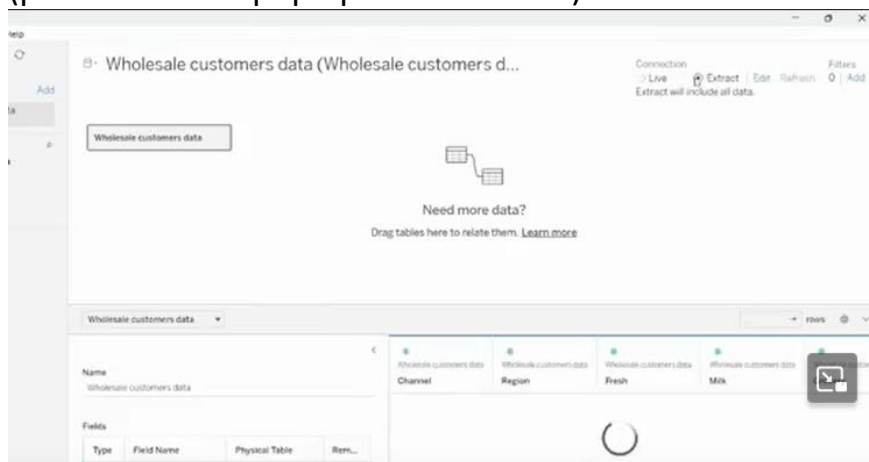 Help
Wholesale customers data (Wholesale customers d...
Connection
Live Extract Edit Refresh
Extract will include all data.
Filters
0 Add
Add
Wholesale customers data
Need more data?
Drag tables here to relate them. Learn more
Wholesale customers data
rows
Name
Wholesale customers data
Fields
Type Field Name Physical Table Rem...
Wholesale customers data Wholesale customers data Wholesale customers data Wholesale customers data
Channel Region Fresh Milk